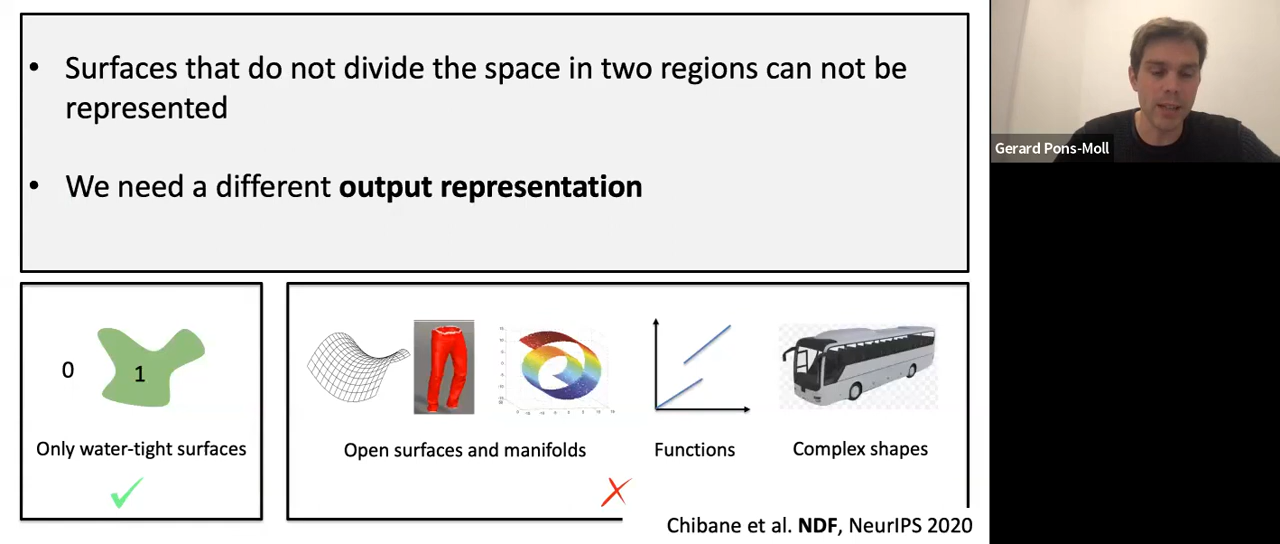 • Surfaces that do not divide the space in two regions can not be
represented
• We need a different output representation
Gerard Pons-Moll
0
1
Only water-tight surfaces
Open surfaces and manifolds
Functions
Complex shapes
Chibane et al. NDF, NeurIPS 2020